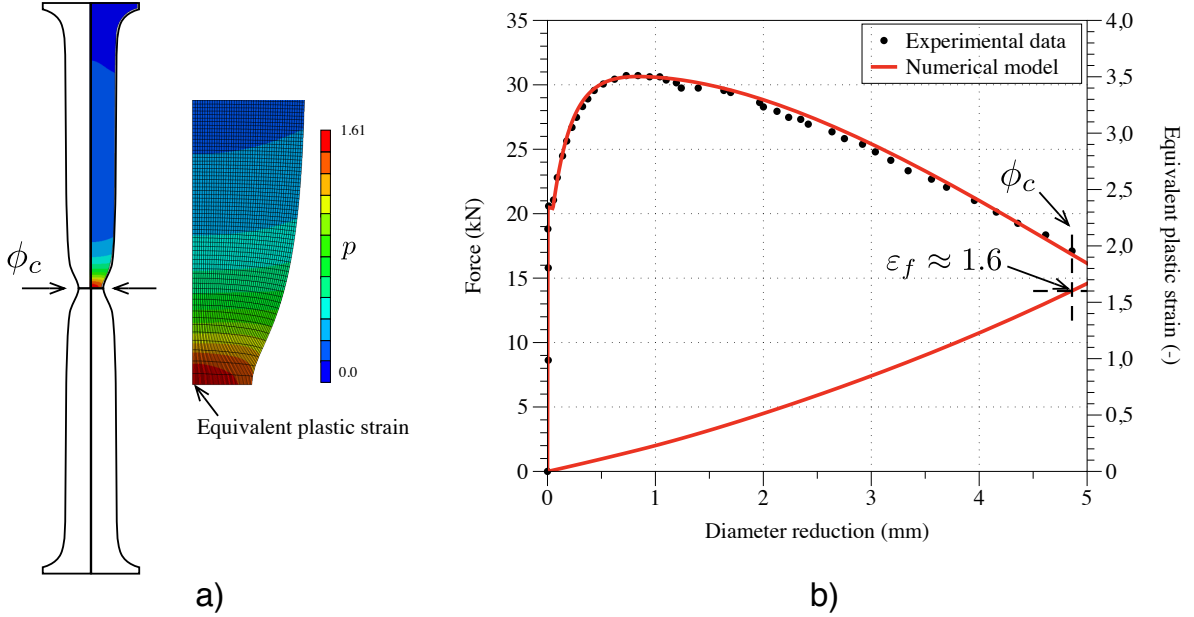 ϕc
1.61
p
0.0
Equivalent plastic strain
a)
Experimental data
Numerical model
35
30
25
20
15
10
5
0
Force (kN)
4,0
3,5
3,0
2,5
2,0
1,5
1,0
0,5
0
Equivalent plastic strain (-)
ϕc
εf ≈ 1.6
0 1 2 3 4 5
Diameter reduction (mm)
b)